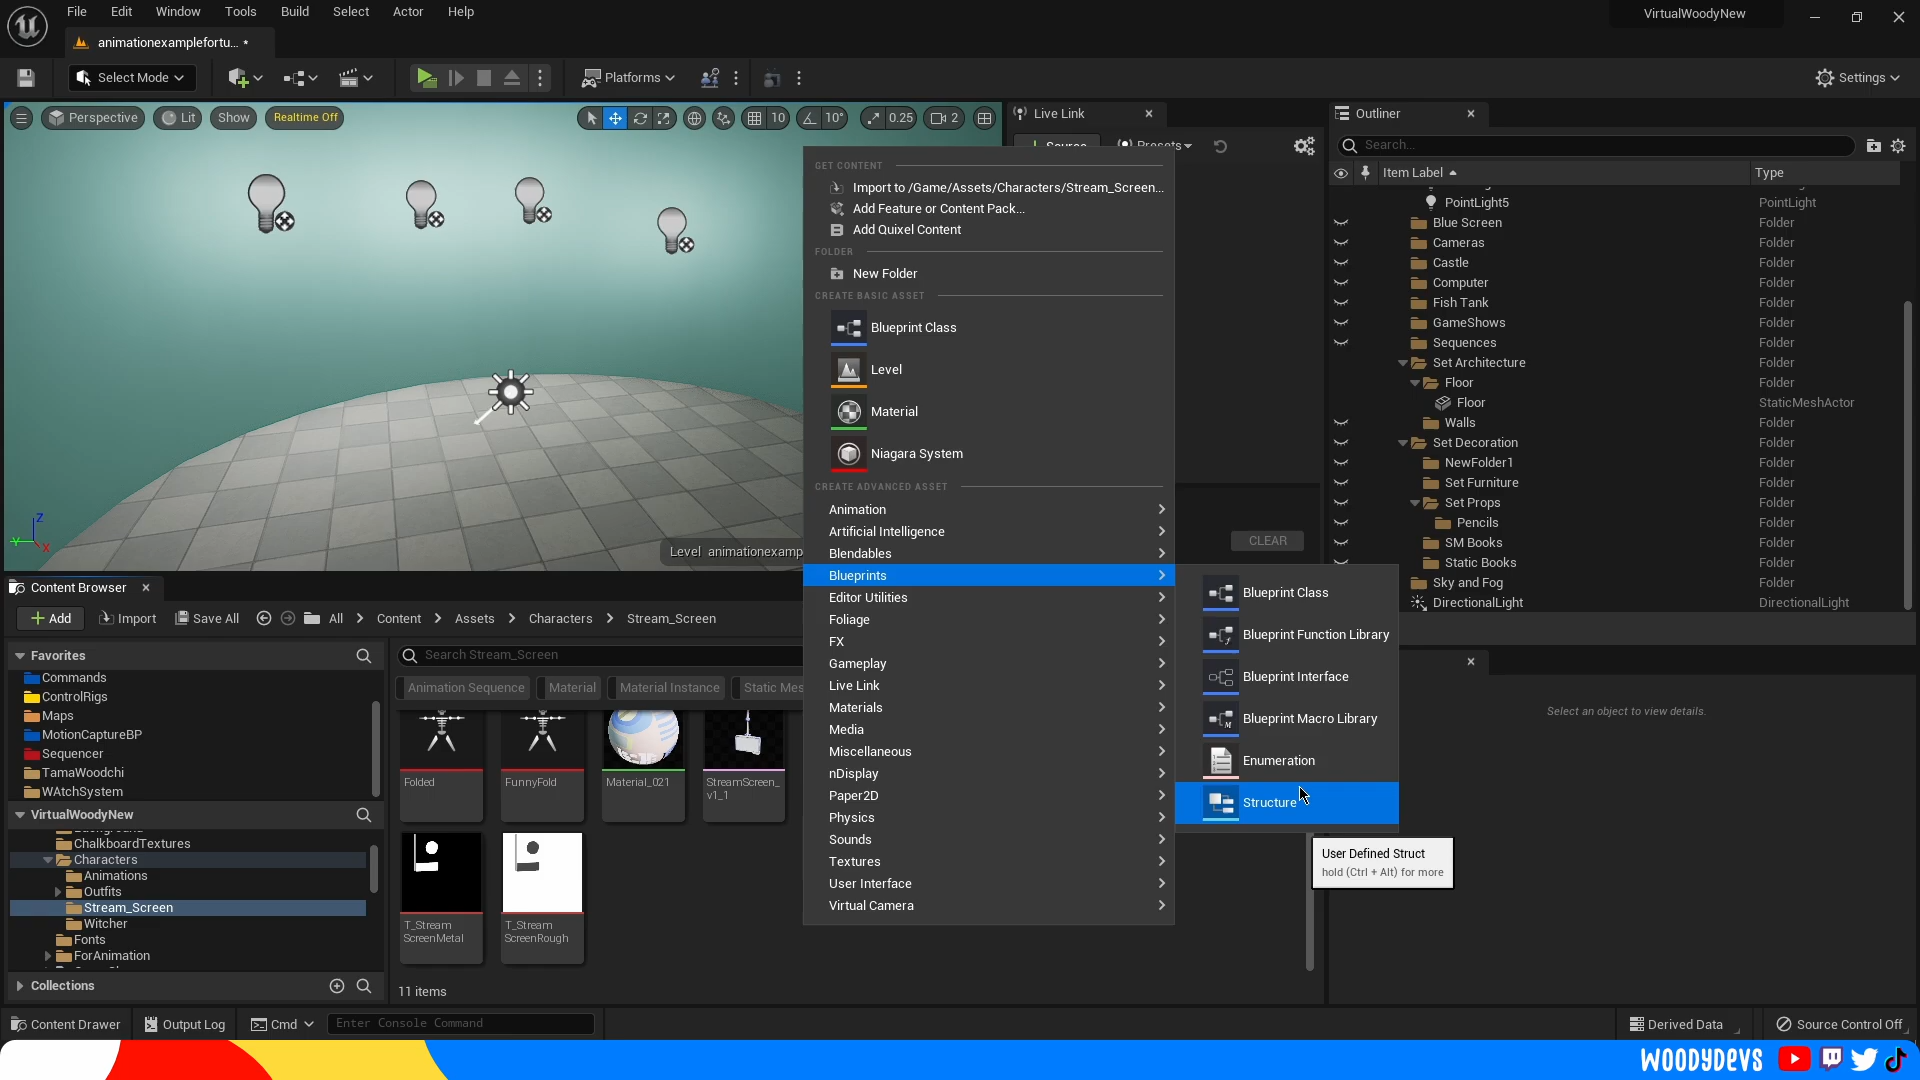 File Edit Window Tools Build Select Actor Help
VirtualWoodyNew
animationexamplefortu... •
Select Mode
Platforms
Settings
Perspective
Lit
Show
Realtime Off
10
10°
0.25
2
Live Link
Source
Presets
Outliner
Search...
Item Label
Type
PointLight5 PointLight
Blue Screen Folder
Cameras Folder
Castle Folder
Computer Folder
Fish Tank Folder
GameShows Folder
Sequences Folder
Set Architecture Folder
Floor Folder
Floor StaticMeshActor
Walls Folder
Set Decoration Folder
NewFolder1 Folder
Set Furniture Folder
Set Props Folder
Pencils Folder
SM Books Folder
Static Books Folder
Sky and Fog Folder
DirectionalLight DirectionalLight
Select an object to view details.
GET CONTENT
Import to /Game/Assets/Characters/Stream_Screen...
Add Feature or Content Pack...
Add Quixel Content
FOLDER
New Folder
CREATE BASIC ASSET
Blueprint Class
Level
Material
Niagara System
CREATE ADVANCED ASSET
Animation
Artificial Intelligence
Blendables
Blueprints
Editor Utilities
Foliage
FX
Gameplay
Live Link
Materials
Media
Miscellaneous
nDisplay
Paper2D
Physics
Sounds
Textures
User Interface
Virtual Camera
CLEAR
Blueprint Class
Blueprint Function Library
Blueprint Interface
Blueprint Macro Library
Enumeration
Structure
User Defined Struct
hold (Ctrl + Alt) for more
Z
Y
X
Level animationexamp
Content Browser
Add
Import
Save All
All > Content > Assets > Characters > Stream_Screen
Favorites
Commands
ControlRigs
Maps
MotionCaptureBP
Sequencer
TamaWoodchi
WAtchSystem
VirtualWoodyNew
ChalkboardTextures
Characters
Animations
Outfits
Stream_Screen
Witcher
Fonts
ForAnimation
Collections
Search Stream_Screen
Animation Sequence
Material
Material Instance
Static Mes
Folded
FunnyFold
Material_021
StreamScreen_
v1_1
T_Stream
ScreenMetal
T_Stream
ScreenRough
11 items
Content Drawer
Output Log
Cmd
Enter Console Command
Derived Data
Source Control Off
WOODYDEVS